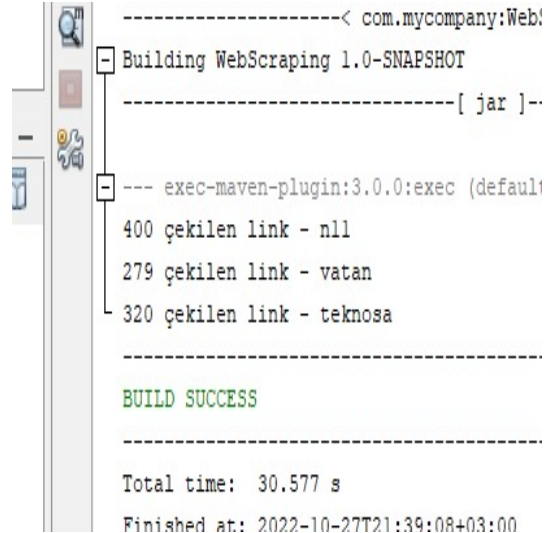 --------------------< com.mycompany:WebS
Building WebScraping 1.0-SNAPSHOT
--------------------------------[ jar ]--
--- exec-maven-plugin:3.0.0:exec (default
400 çekilen link - n11
279 çekilen link - vatan
320 çekilen link - teknosa
------------------------------------------
BUILD SUCCESS
------------------------------------------
Total time:  30.577 s
Finished at: 2022-10-27T21:39:08+03:00